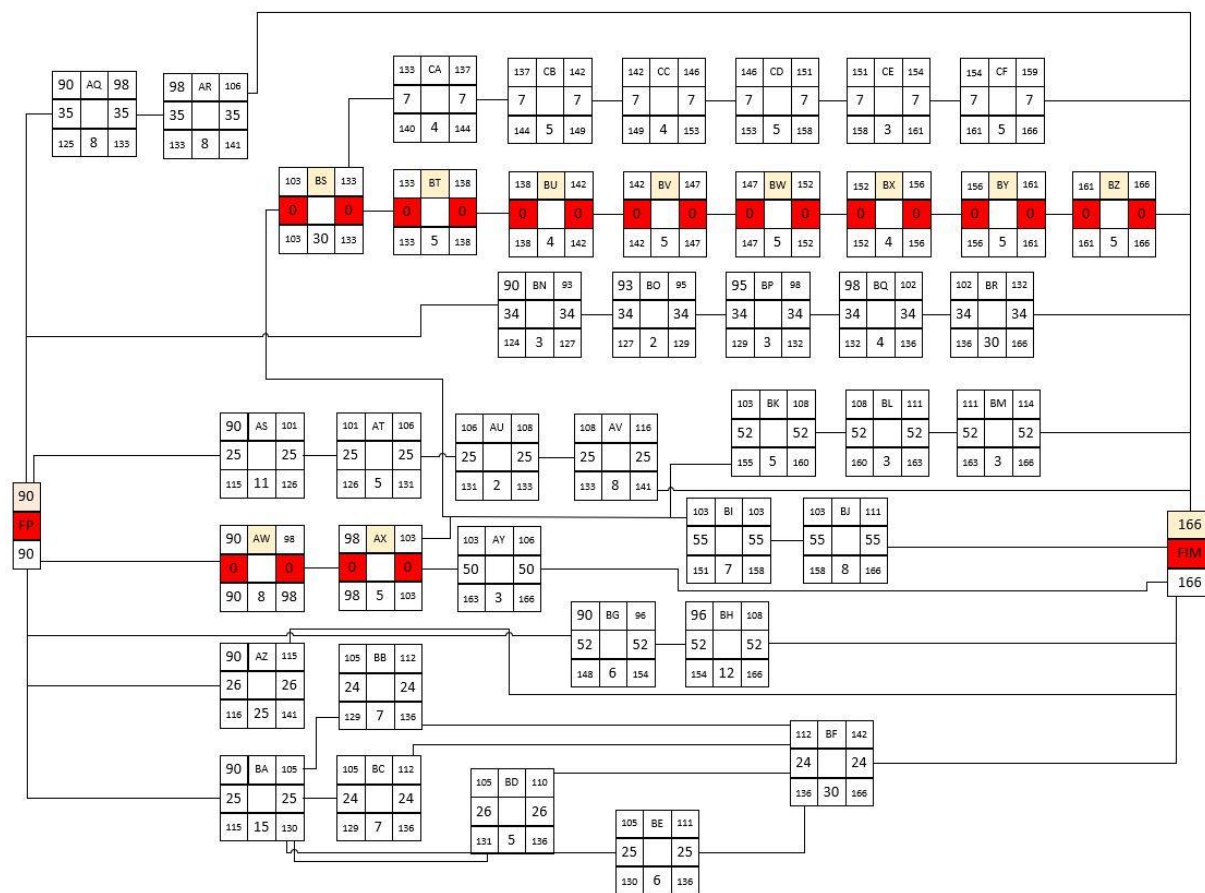 90 AQ 98
35 35
125 8 133
98 AR 106
35 35
133 8 141
133 CA 137
7 7
140 4 144
137 CB 142
7 7
144 5 149
142 CC 146
7 7
149 4 153
146 CD 151
7 7
153 5 158
151 CE 154
7 7
158 3 161
154 CF 159
7 7
161 5 166
103 BS 133
0 0
103 30 133
133 BT 138
0 0
133 5 138
138 BU 142
0 0
138 4 142
142 BV 147
0 0
142 5 147
147 BW 152
0 0
147 5 152
152 BX 156
0 0
152 4 156
156 BY 161
0 0
156 5 161
161 BZ 166
0 0
161 5 166
90 BN 93
34 34
124 3 127
93 BO 95
34 34
127 2 129
95 BP 98
34 34
129 3 132
98 BQ 102
34 34
132 4 136
102 BR 132
34 34
136 30 166
103 BK 108
52 52
155 5 160
108 BL 111
52 52
160 3 163
111 BM 114
52 52
163 3 166
90 AS 101
25 25
115 11 126
101 AT 106
25 25
126 5 131
106 AU 108
25 25
131 2 133
108 AV 116
25 25
133 8 141
90
FP
90
90 AW 98
0 0
90 8 98
98 AX 103
0 0
98 5 103
103 AY 106
50 50
163 3 166
103 BI 103
55 55
151 7 158
103 BJ 111
55 55
158 8 166
166
FIM
166
90 BG 96
52 52
148 6 154
96 BH 108
52 52
154 12 166
90 AZ 115
26 26
116 25 141
105 BB 112
24 24
129 7 136
90 BA 105
25 25
115 15 130
105 BC 112
24 24
129 7 136
105 BD 110
26 26
131 5 136
105 BE 111
25 25
130 6 136
112 BF 142
24 24
136 30 166